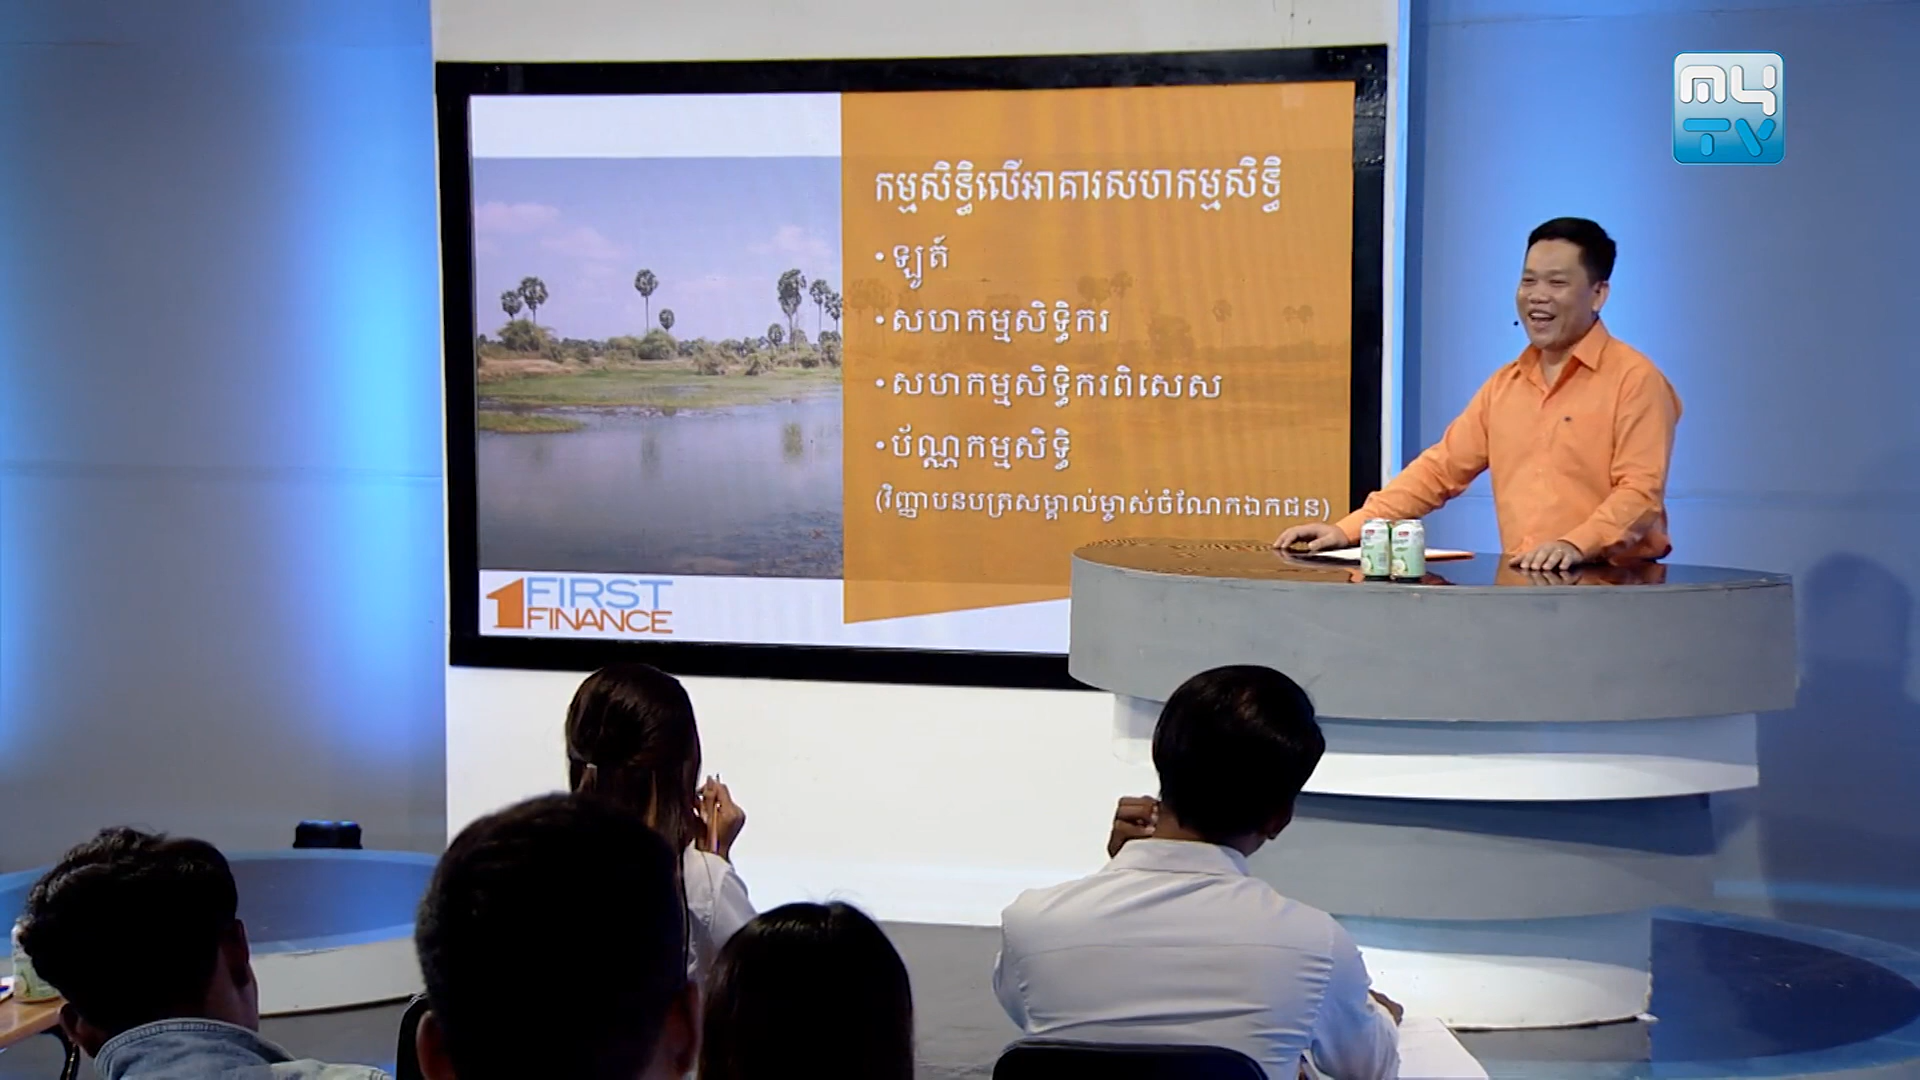 MYTV
កម្មសិទ្ធិលើអាគារសហកម្មសិទ្ធិ
• ឡូត៍
• សហកម្មសិទ្ធិករ
• សហកម្មសិទ្ធិករពិសេស
• ប័ណ្ណកម្មសិទ្ធិ
(វិញ្ញាបនបត្រសម្គាល់ម្ចាស់ចំណែកឯកជន)
1 FIRST
FINANCE